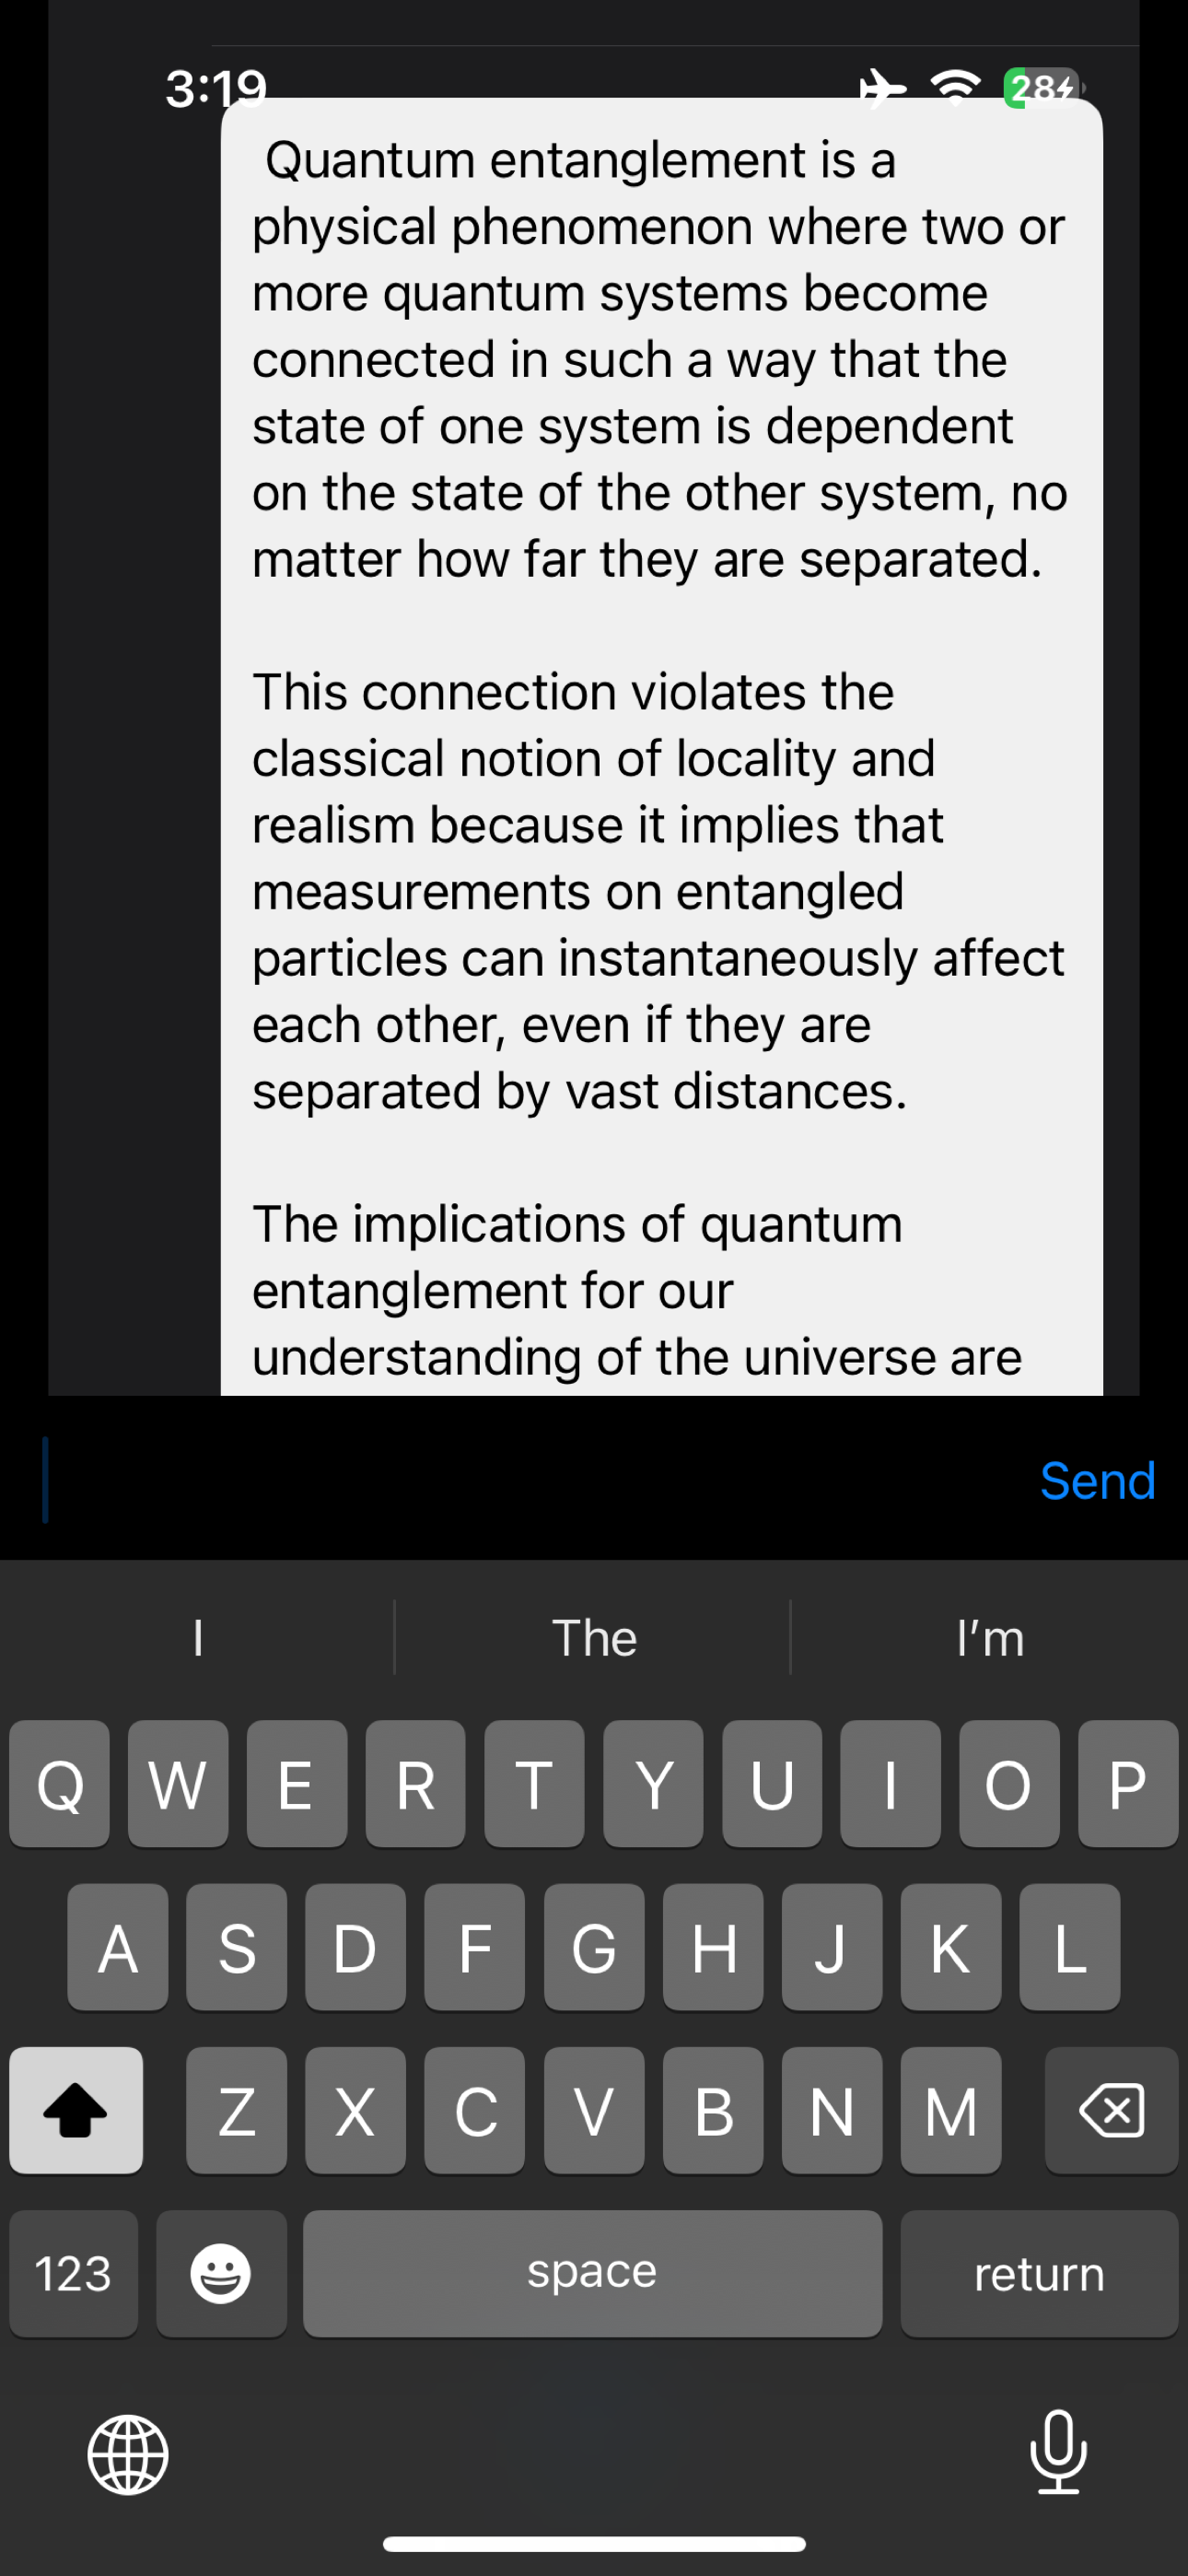 3:19
28
Quantum entanglement is a
physical phenomenon where two or
more quantum systems become
connected in such a way that the
state of one system is dependent
on the state of the other system, no
matter how far they are separated.
This connection violates the
classical notion of locality and
realism because it implies that
measurements on entangled
particles can instantaneously affect
each other, even if they are
separated by vast distances.
The implications of quantum
entanglement for our
understanding of the universe are
Send
I The I’m
Q W E R T Y U I O P
A S D F G H J K L
Z X C V B N M
123 space return